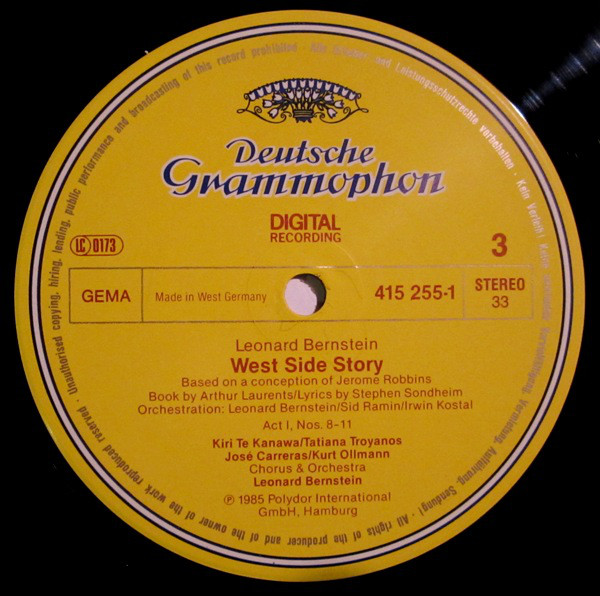 Unauthorised copying, hiring, lending, public performance and broadcasting of this record prohibited · Alle
und Leistungsschutzrechte vorbehalten · Kein Verleih! Keine
Vermietung, Aufführung, Sendung! · All rights of the producer and of the owner of the work reproduced reserved ·
Deutsche
Grammophon
DIGITAL
RECORDING
LC 0173
3
GEMA
Made in West Germany
415 255-1
STEREO
33
Leonard Bernstein
West Side Story
Based on a conception of Jerome Robbins
Book by Arthur Laurents/Lyrics by Stephen Sondheim
Orchestration: Leonard Bernstein/Sid Ramin/Irwin Kostal
Act I, Nos. 8-11
Kiri Te Kanawa/Tatiana Troyanos
José Carreras/Kurt Ollmann
Chorus & Orchestra
Leonard Bernstein
Ⓟ 1985 Polydor International
GmbH, Hamburg